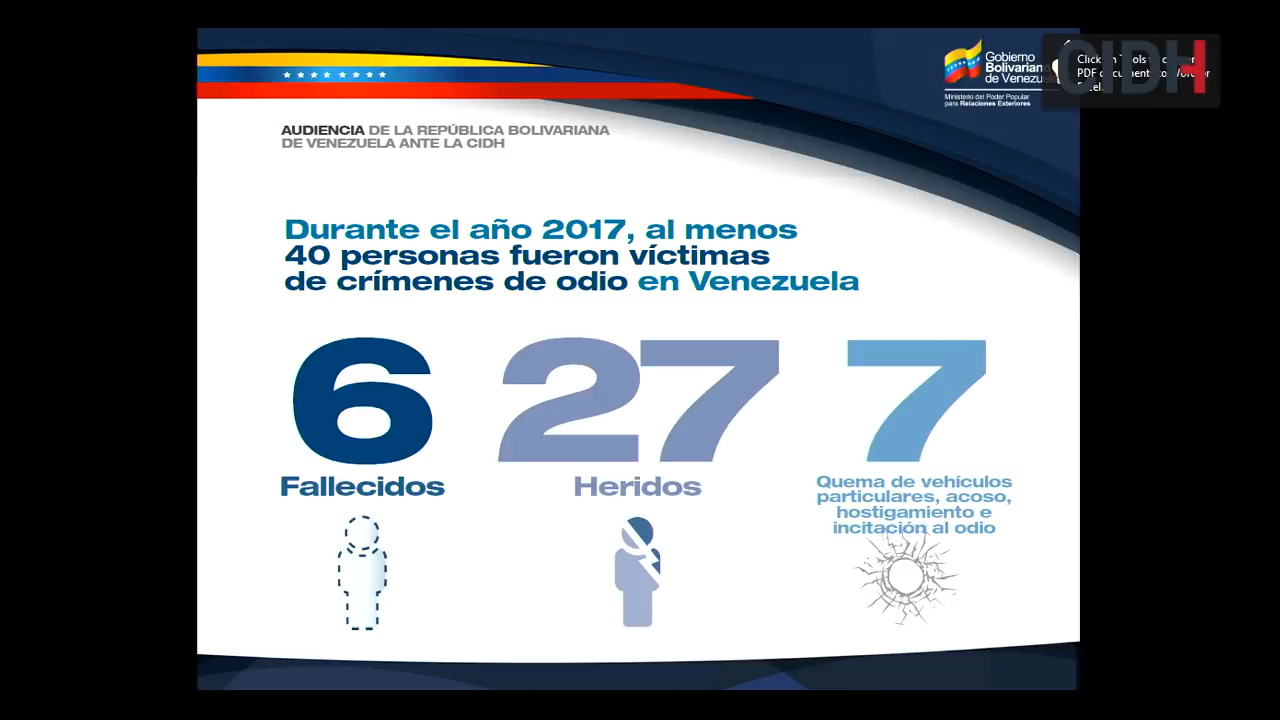 Gobierno
Bolivariano
de Venezuela
Ministerio del Poder Popular
para Relaciones Exteriores
CIDH
AUDIENCIA DE LA REPÚBLICA BOLIVARIANA
DE VENEZUELA ANTE LA CIDH
Durante el año 2017, al menos
40 personas fueron víctimas
de crímenes de odio en Venezuela
6
Fallecidos
27
Heridos
7
Quema de vehículos
particulares, acoso,
hostigamiento e
incitación al odio